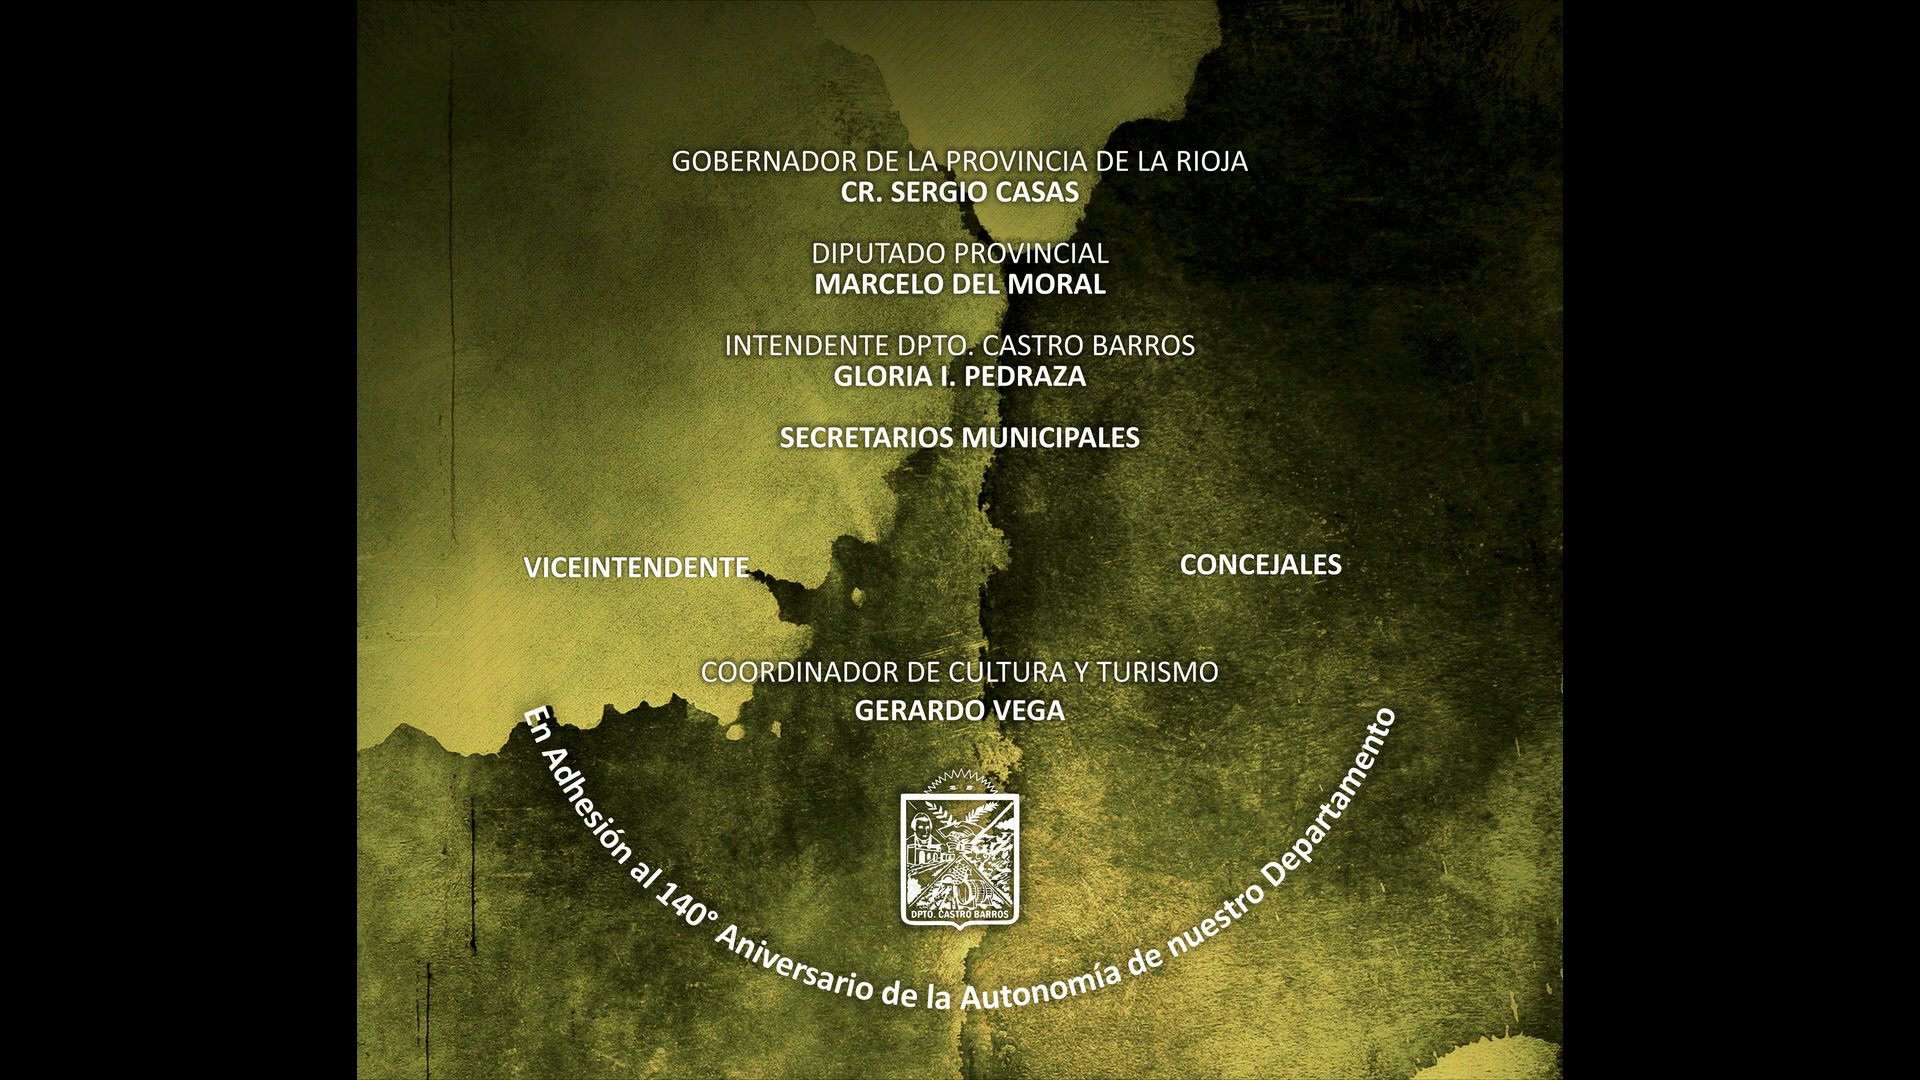 GOBERNADOR DE LA PROVINCIA DE LA RIOJA
CR. SERGIO CASAS
DIPUTADO PROVINCIAL
MARCELO DEL MORAL
INTENDENTE DPTO. CASTRO BARROS
GLORIA I. PEDRAZA
SECRETARIOS MUNICIPALES
VICEINTENDENTE
CONCEJALES
COORDINADOR DE CULTURA Y TURISMO
GERARDO VEGA
DPTO. CASTRO BARROS
En Adhesión al 140° Aniversario de la Autonomía de nuestro Departamento